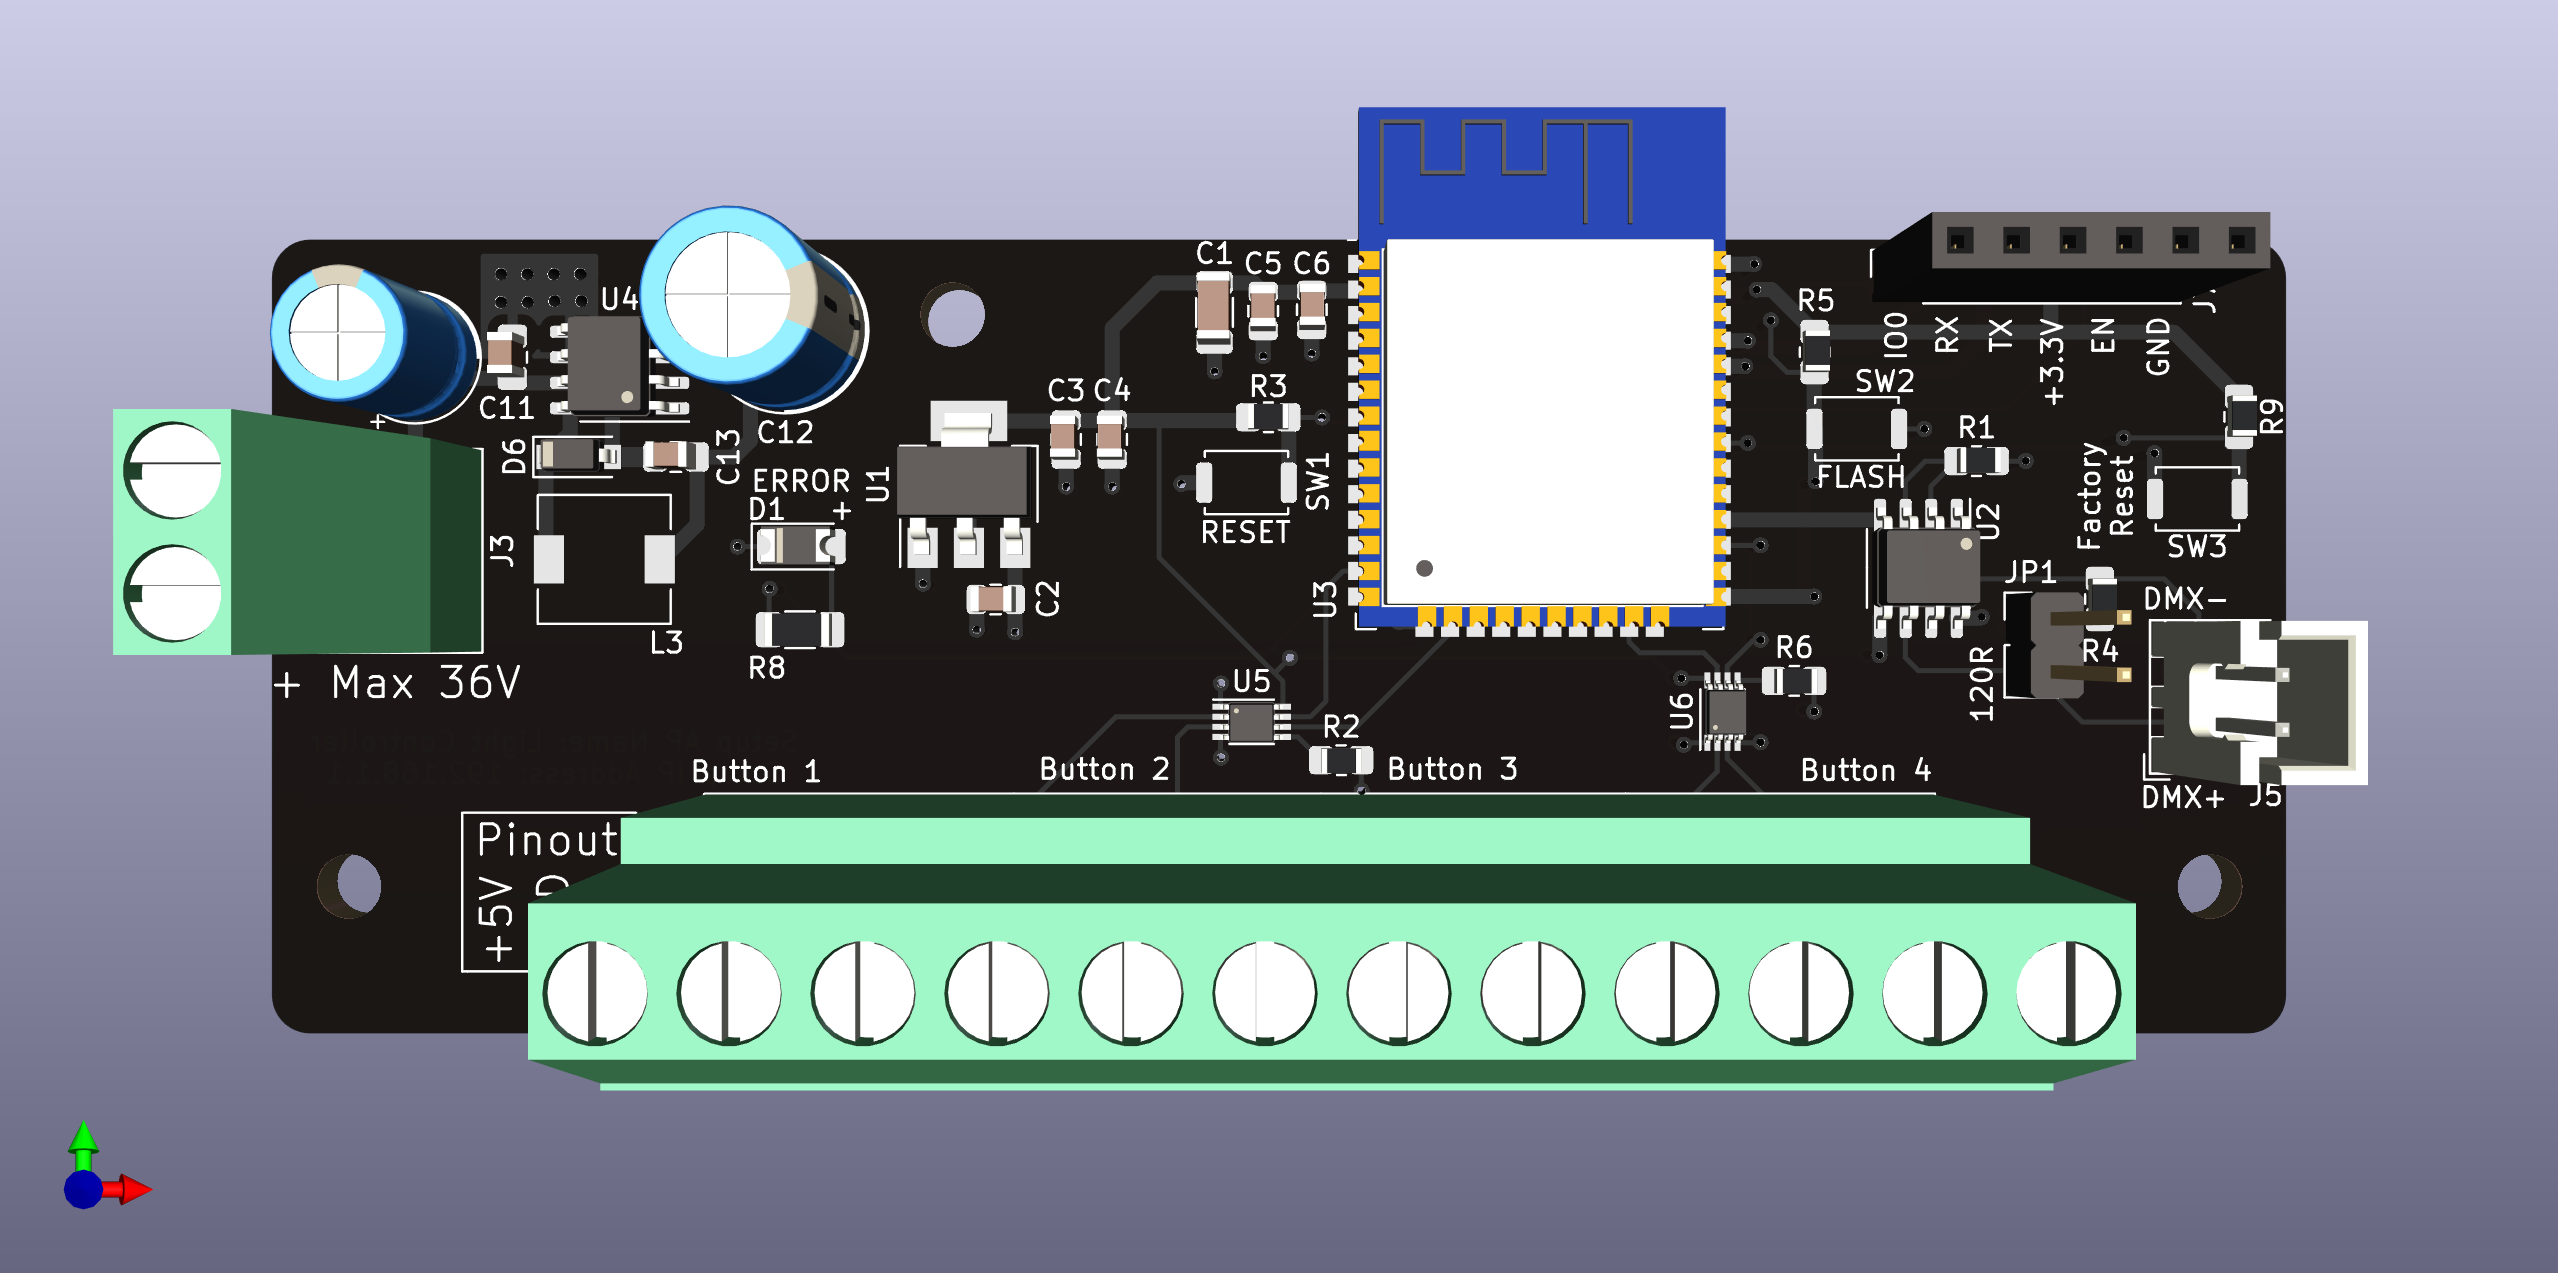 C1
C5
C6
U4
R5
J
IO0
RX
TX
+3.3V
EN
GND
C11
+
C12
C3
C4
R3
SW2
R1
R9
D6
C13
ERROR
D1 +
U1
SW1
RESET
FLASH
U2
Factory
Reset
SW3
J3
L3
R8
C2
U3
JP1
DMX-
R4
120R
+ Max 36V
U5
R2
U6
R6
DMX+
J5
Button 1
Button 2
Button 3
Button 4
Pinout
+5V
D